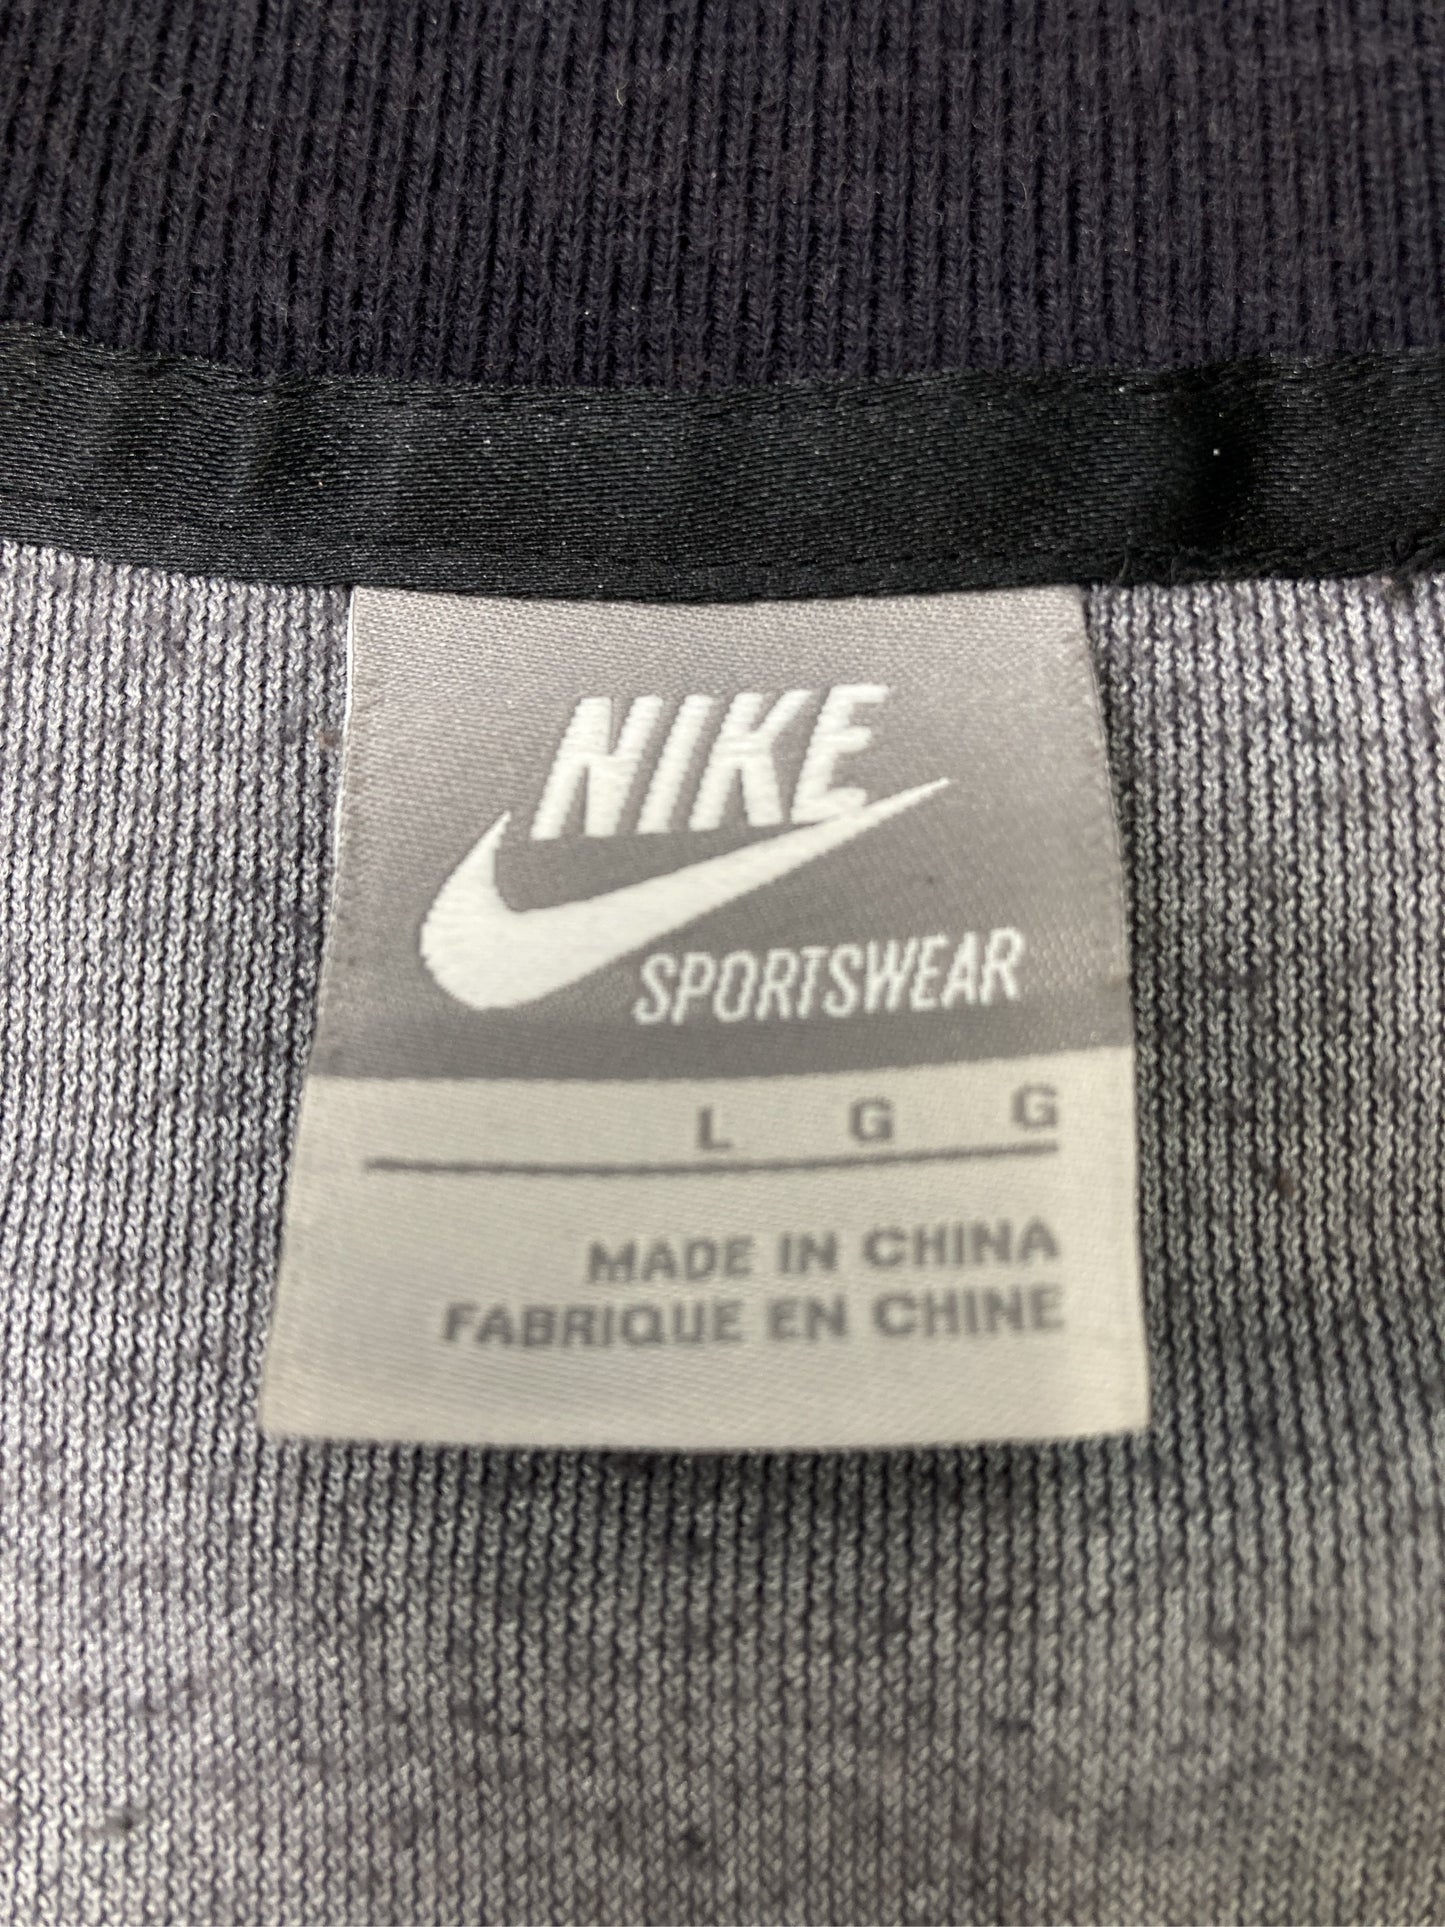 NIKE
SPORTSWEAR
L G G
MADE IN CHINA
FABRIQUE EN CHINE